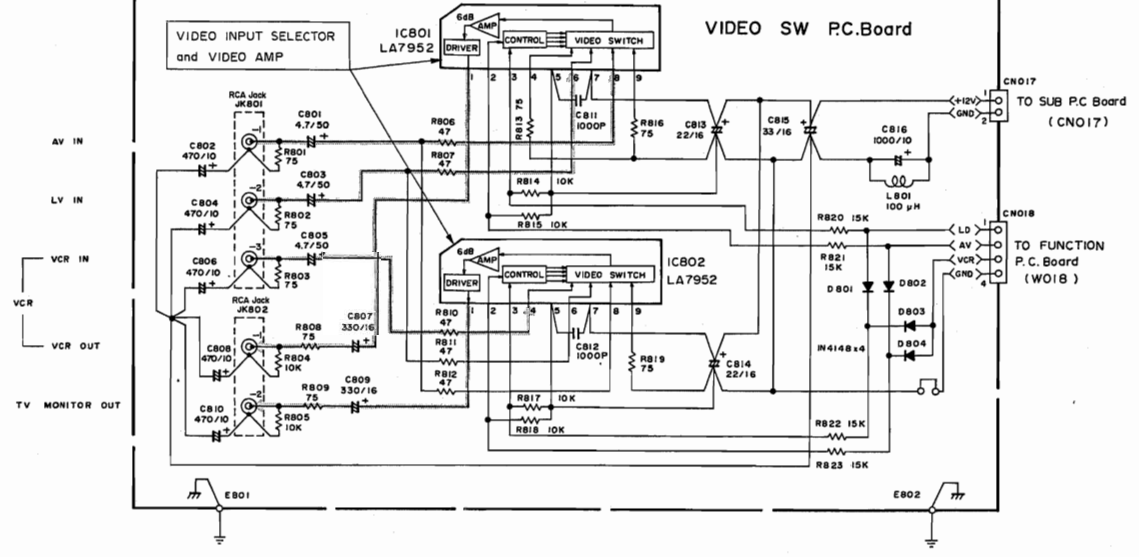 VIDEO SW P.C.Board
VIDEO INPUT SELECTOR
and VIDEO AMP
IC801
LA7952
6dB
AMP
DRIVER
CONTROL
VIDEO SWITCH
1 2 3 4 5 6 7 8 9
RCA Jack
JK801
AV IN
-1
C801
4.7/50
C802
470/10
R801
75
R806
47
R807
47
R813 75
C811
1000P
R816
75
C813
22/16
C815
33/16
C816
1000/10
L801
100 μH
CN017
1
+12V
GND
2
TO SUB P.C Board
(CN017)
LV IN
-2
C803
4.7/50
C804
470/10
R802
75
R814 10K
R815 10K
R820 15K
R821
15K
CN018
1
LD
AV
VCR
GND
4
TO FUNCTION
P.C.Board
(W018)
VCR IN
-3
C805
4.7/50
C806
470/10
R803
75
VCR
VCR OUT
RCA Jack
JK802
-1
IC802
LA7952
6dB
AMP
DRIVER
CONTROL
VIDEO SWITCH
1 2 3 4 5 6 7 8 9
D801
D802
D803
D804
1N4148x4
C807
330/16
R808
75
C808
470/10
R804
10K
R810
47
R811
47
R812
47
C812
1000P
R819
75
C814
22/16
TV MONITOR OUT
-2
R809
75
C809
330/16
C810
470/10
R805
10K
R817 10K
R818 10K
R822 15K
R823 15K
E801
E802